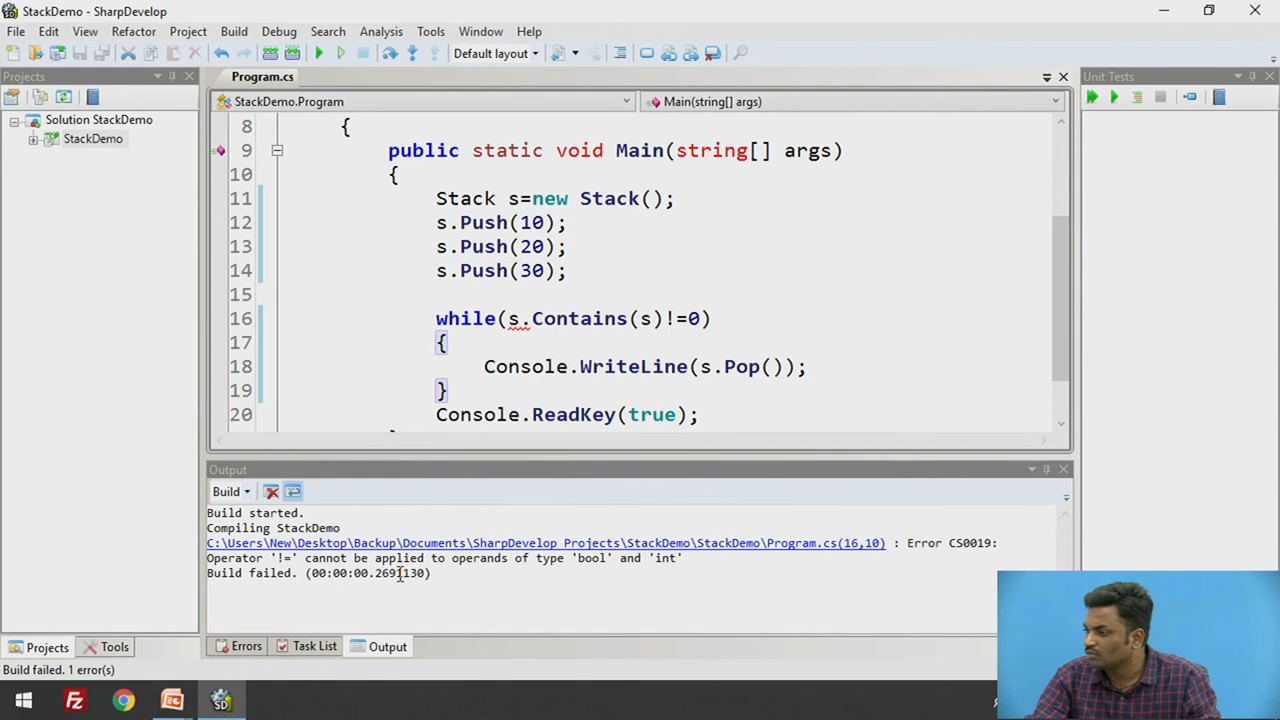 StackDemo - SharpDevelop
File Edit View Refactor Project Build Debug Search Analysis Tools Window Help
Default layout
Projects
Program.cs
Unit Tests
StackDemo.Program
Main(string[] args)
Solution StackDemo
StackDemo
8 {
9 public static void Main(string[] args)
10 {
11 Stack s=new Stack();
12 s.Push(10);
13 s.Push(20);
14 s.Push(30);
15
16 while(s.Contains(s)!=0)
17 {
18 Console.WriteLine(s.Pop());
19 }
20 Console.ReadKey(true);
Output
Build
Build started.
Compiling StackDemo
C:\Users\New\Desktop\Backup\Documents\SharpDevelop Projects\StackDemo\StackDemo\Program.cs(16,10) : Error CS0019:
Operator '!=' cannot be applied to operands of type 'bool' and 'int'
Build failed.
Projects Tools Errors Task List Output
Build failed. 1 error(s)